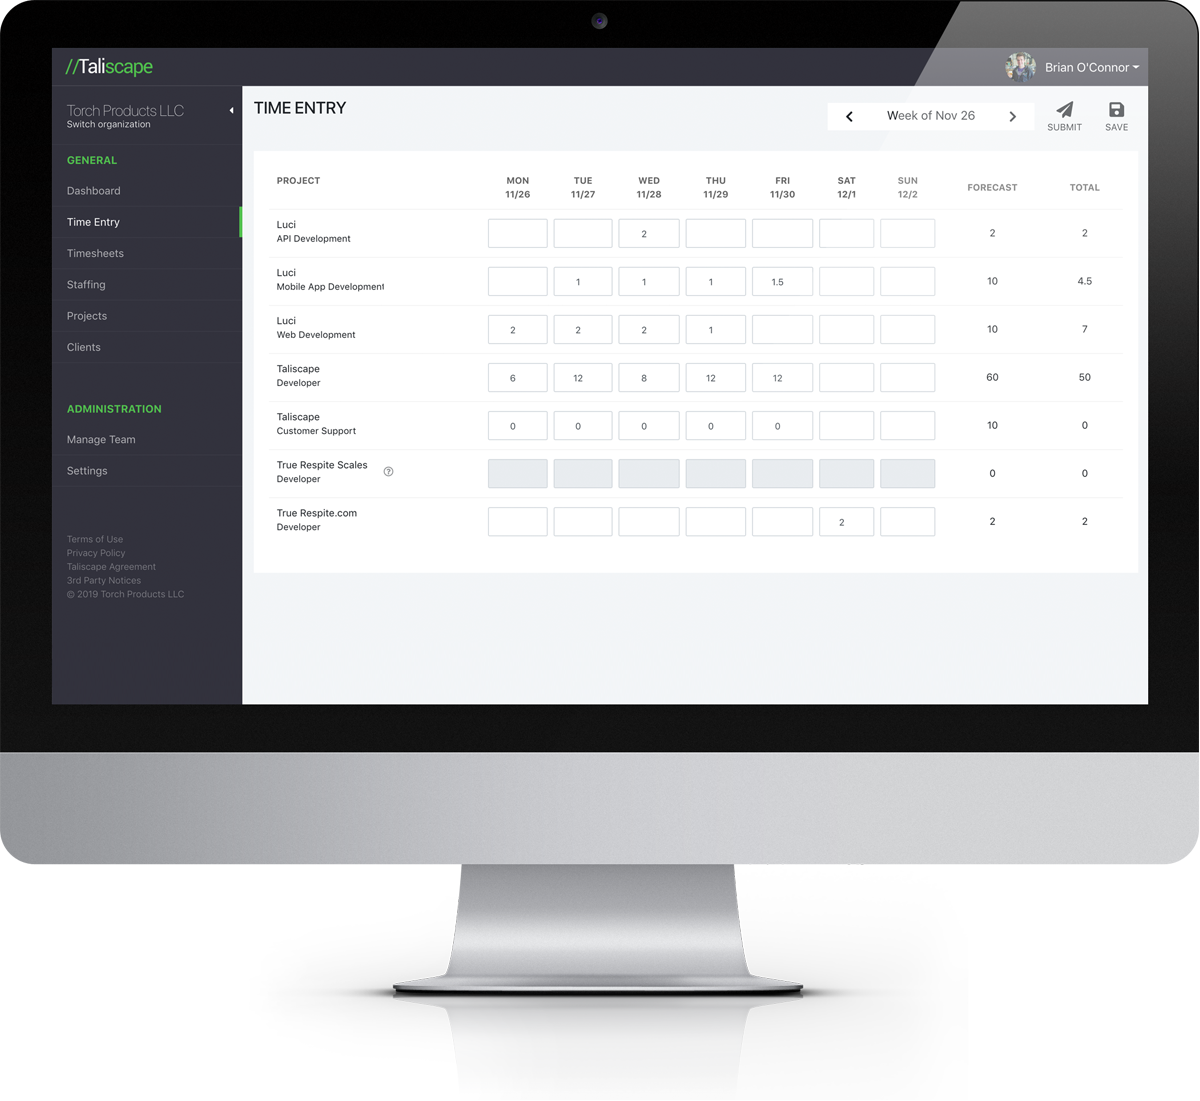 //Taliscape
Brian O'Connor
Torch Products LLC
Switch organization
GENERAL
Dashboard
Time Entry
Timesheets
Staffing
Projects
Clients
ADMINISTRATION
Manage Team
Settings
Terms of Use
Privacy Policy
Taliscape Agreement
3rd Party Notices
© 2019 Torch Products LLC
TIME ENTRY
Week of Nov 26
SUBMIT
SAVE
PROJECT MON TUE WED THU FRI SAT SUN FORECAST TOTAL
11/26 11/27 11/28 11/29 11/30 12/1 12/2
Luci
API Development
2 2 2
Luci
Mobile App Development
1 1 1 1.5 10 4.5
Luci
Web Development
2 2 2 1 10 7
Taliscape
Developer
6 12 8 12 12 60 50
Taliscape
Customer Support
0 0 0 0 0 10 0
True Respite Scales ?
Developer
0 0
True Respite.com
Developer
2 2 2